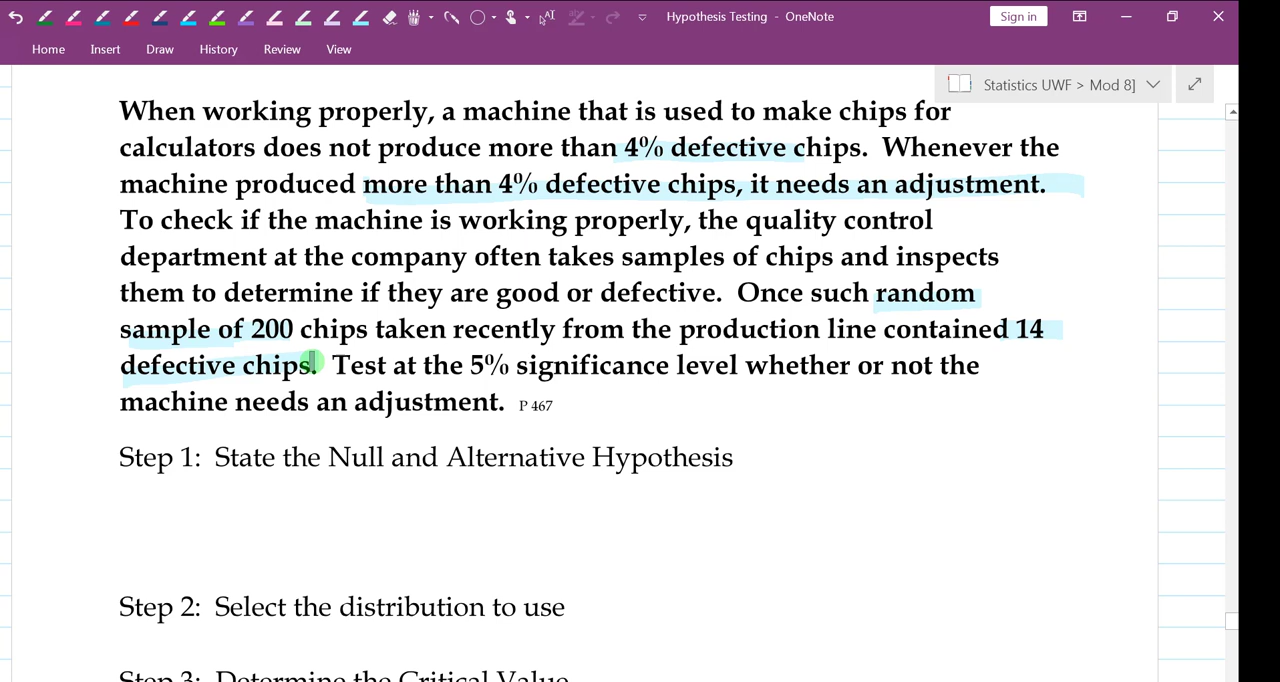 Hypothesis Testing - OneNote
Sign in
Home Insert Draw History Review View
Statistics UWF > Mod 8]
When working properly, a machine that is used to make chips for
calculators does not produce more than 4% defective chips. Whenever the
machine produced more than 4% defective chips, it needs an adjustment.
To check if the machine is working properly, the quality control
department at the company often takes samples of chips and inspects
them to determine if they are good or defective. Once such random
sample of 200 chips taken recently from the production line contained 14
defective chips. Test at the 5% significance level whether or not the
machine needs an adjustment. P 467
Step 1: State the Null and Alternative Hypothesis
Step 2: Select the distribution to use
Step 3: Determine the Critical Value